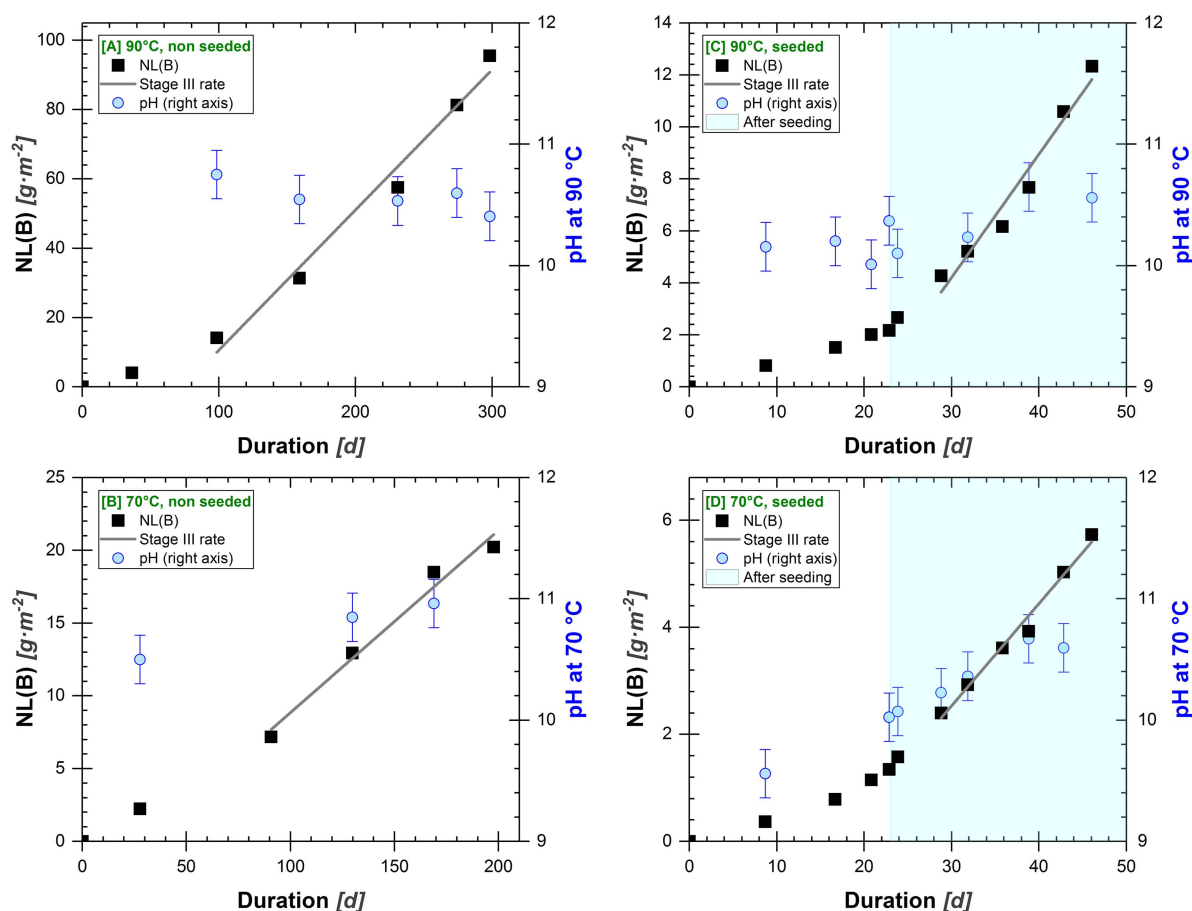 [A] 90°C, non seeded
NL(B)
Stage III rate
pH (right axis)
NL(B) [g·m-2]
100
80
60
40
20
0
12
11
10
9
pH at 90 °C
0 100 200 300
Duration [d]
[C] 90°C, seeded
NL(B)
Stage III rate
pH (right axis)
After seeding
NL(B) [g·m-2]
14
12
10
8
6
4
2
0
12
11
10
9
pH at 90 °C
0 10 20 30 40 50
Duration [d]
[B] 70°C, non seeded
NL(B)
Stage III rate
pH (right axis)
NL(B) [g·m-2]
25
20
15
10
5
0
12
11
10
9
pH at 70 °C
0 50 100 150 200
Duration [d]
[D] 70°C, seeded
NL(B)
Stage III rate
pH (right axis)
After seeding
NL(B) [g·m-2]
6
4
2
0
12
11
10
9
pH at 70 °C
0 10 20 30 40 50
Duration [d]